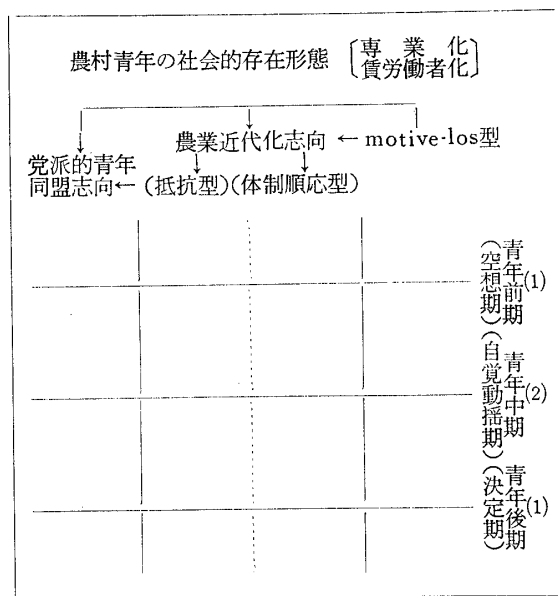 農村青年の社会的存在形態〔専業化 賃労働者化〕
農業近代化志向 ← motive-los型
党派的青年
同盟志向←(抵抗型)(体制順応型)
青年前期(1)
(空想期)
青年中期(2)
(自覚動揺期)
青年後期(1)
(決定期)